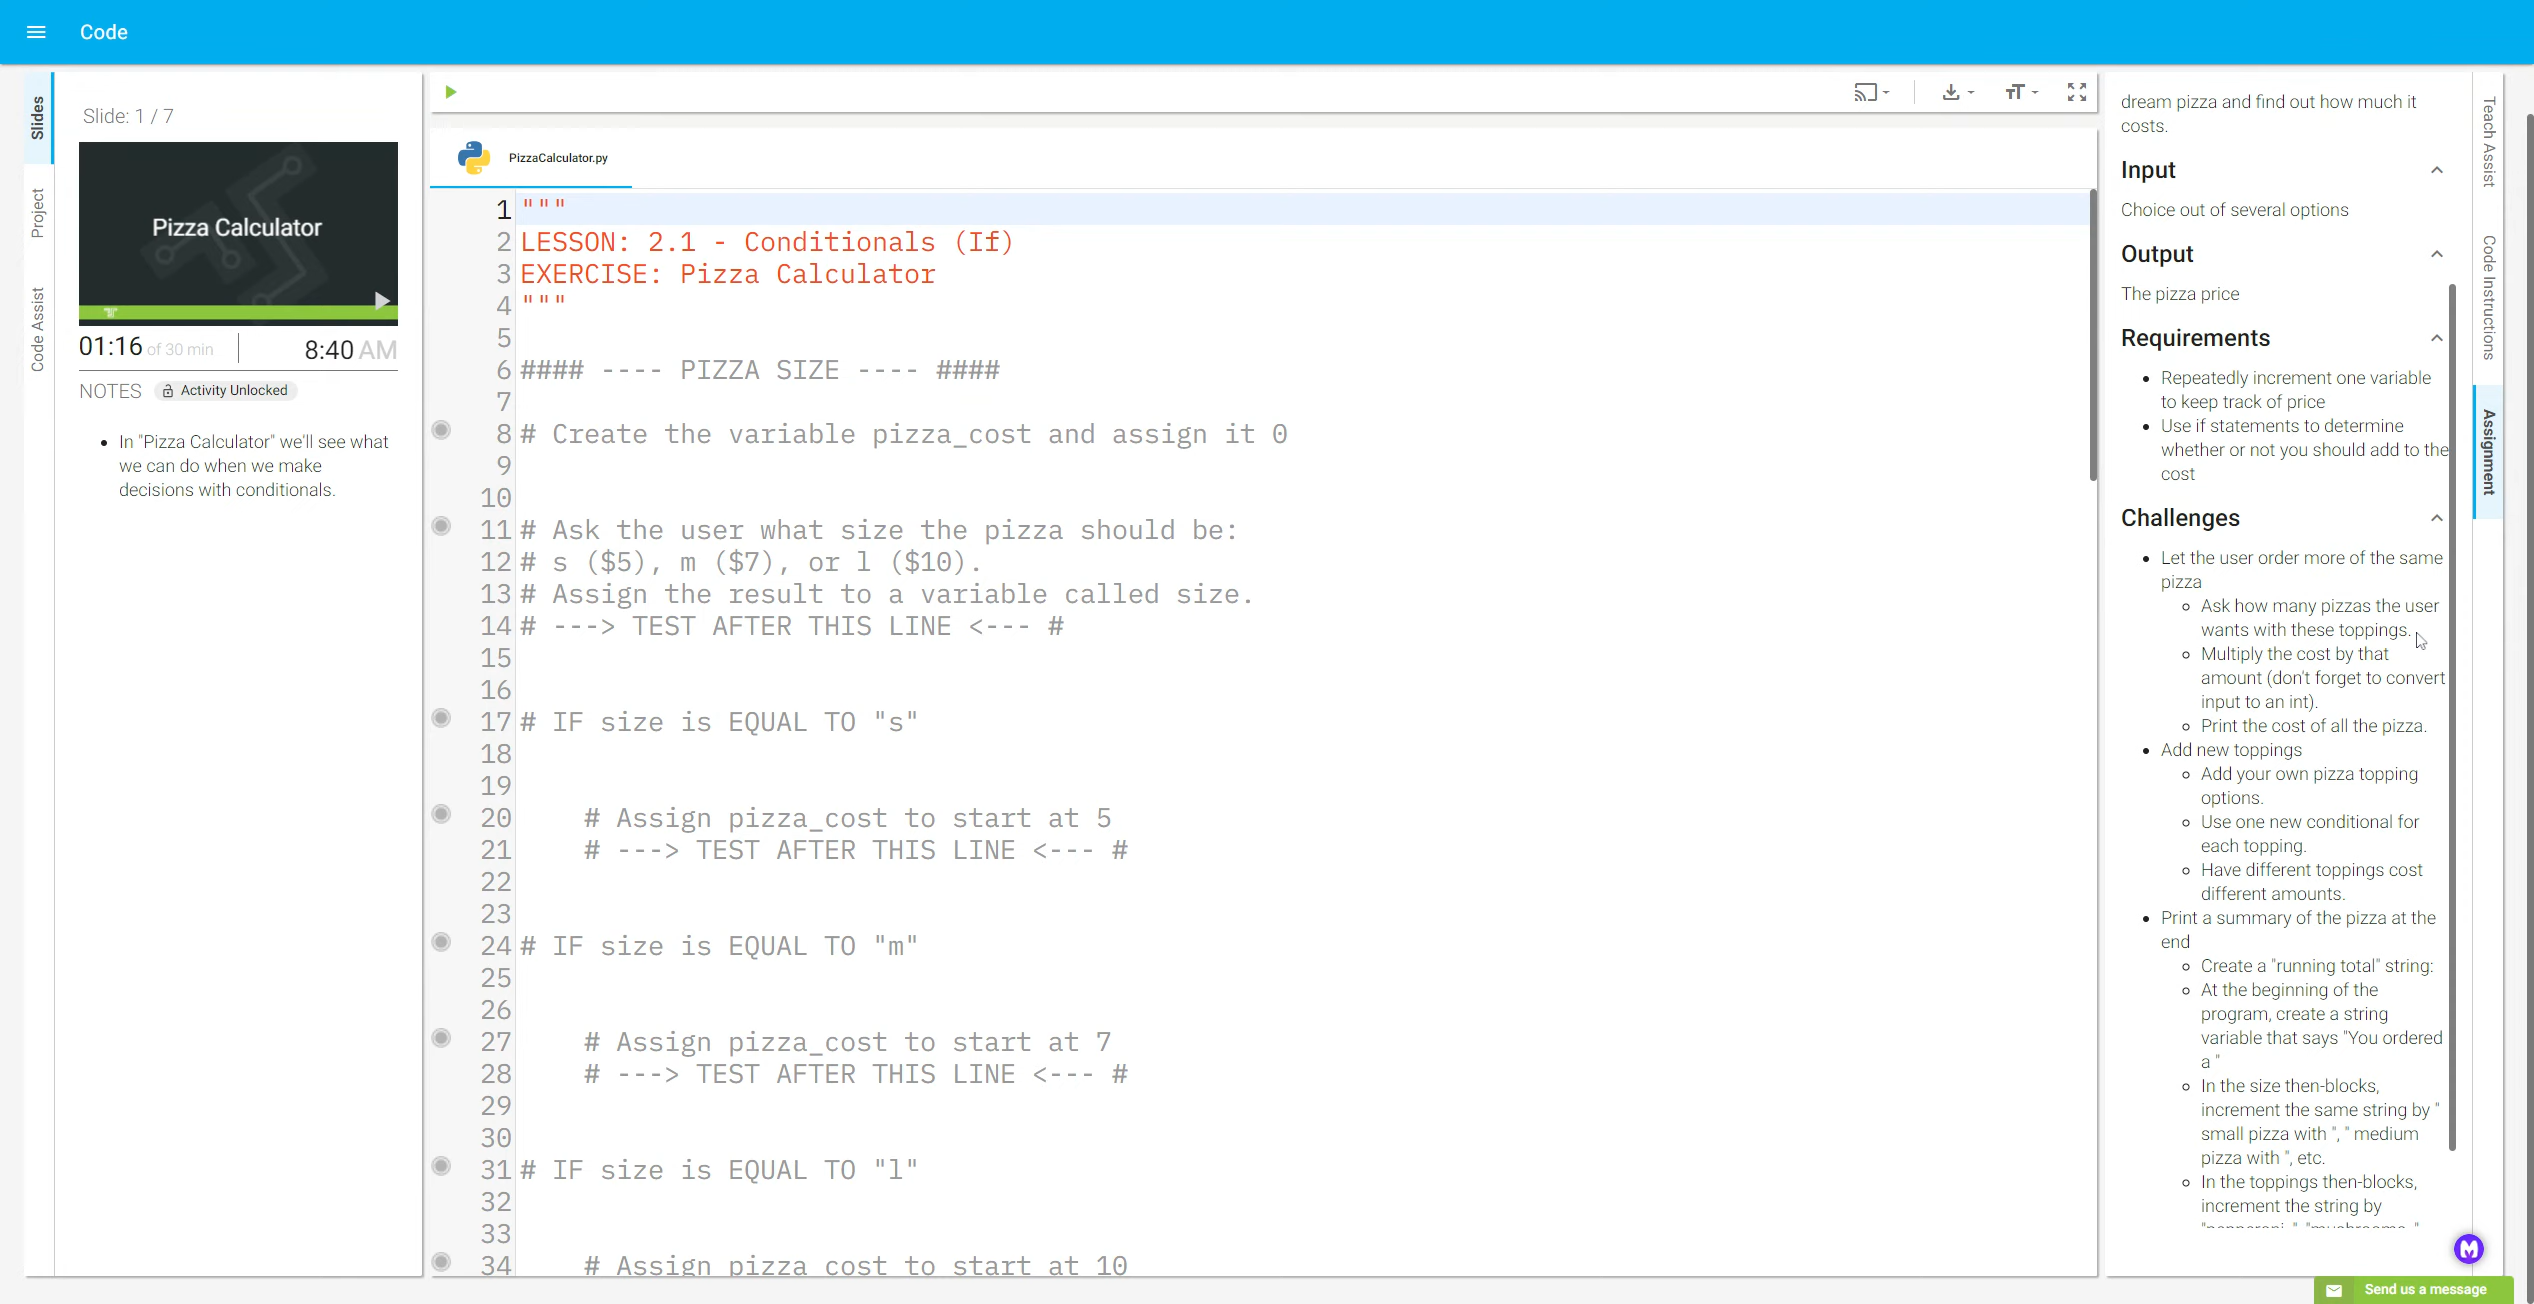 Code
Slides
Project
Code Assist
Slide: 1 / 7
Pizza Calculator
01:16 of 30 min
8:40 AM
NOTES
Activity Unlocked
In "Pizza Calculator" we'll see what
we can do when we make
decisions with conditionals.
PizzaCalculator.py
1 """
2 LESSON: 2.1 - Conditionals (If)
3 EXERCISE: Pizza Calculator
4 """
5
6 #### ---- PIZZA SIZE ---- ####
7
8 # Create the variable pizza_cost and assign it 0
9
10
11 # Ask the user what size the pizza should be:
12 # s ($5), m ($7), or l ($10).
13 # Assign the result to a variable called size.
14 # ---> TEST AFTER THIS LINE <--- #
15
16
17 # IF size is EQUAL TO "s"
18
19
20 # Assign pizza_cost to start at 5
21 # ---> TEST AFTER THIS LINE <--- #
22
23
24 # IF size is EQUAL TO "m"
25
26
27 # Assign pizza_cost to start at 7
28 # ---> TEST AFTER THIS LINE <--- #
29
30
31 # IF size is EQUAL TO "l"
32
33
34 # Assign pizza_cost to start at 10
dream pizza and find out how much it
costs.
Input
Choice out of several options
Output
The pizza price
Requirements
Repeatedly increment one variable
to keep track of price
Use if statements to determine
whether or not you should add to the
cost
Challenges
Let the user order more of the same
pizza
Ask how many pizzas the user
wants with these toppings.
Multiply the cost by that
amount (don't forget to convert
input to an int).
Print the cost of all the pizza.
Add new toppings
Add your own pizza topping
options.
Use one new conditional for
each topping.
Have different toppings cost
different amounts.
Print a summary of the pizza at the
end
Create a "running total" string:
At the beginning of the
program, create a string
variable that says "You ordered
a "
In the size then-blocks,
increment the same string by "
small pizza with ", " medium
pizza with ", etc.
In the toppings then-blocks,
increment the string by
Teach Assist
Code Instructions
Assignment
Send us a message